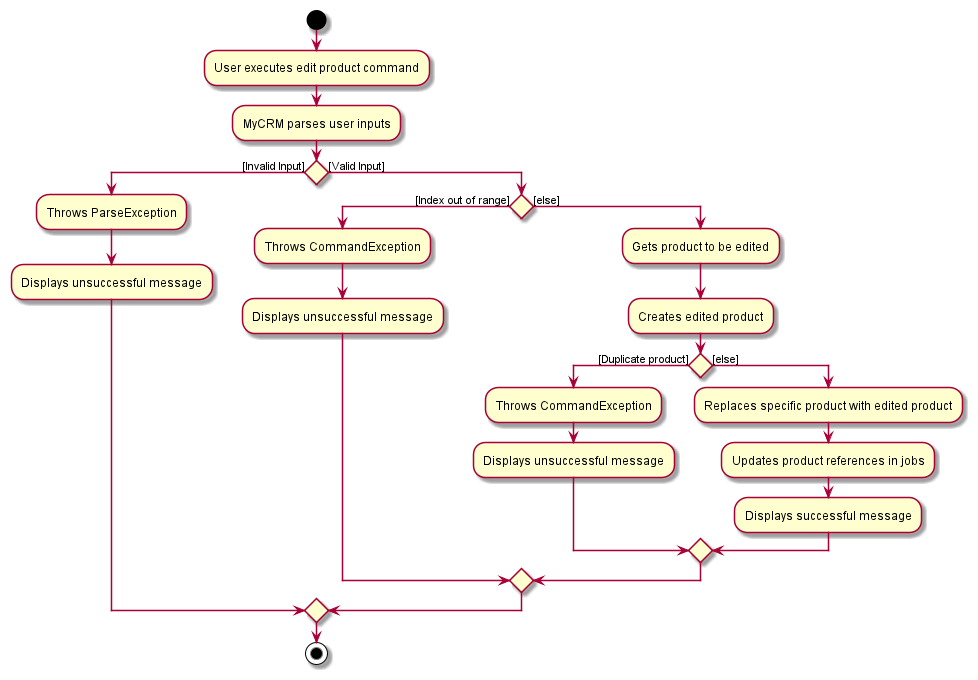 User executes edit product command
MyCRM parses user inputs
[Invalid Input]
[Valid Input]
Throws ParseException
Displays unsuccessful message
[Index out of range]
[else]
Throws CommandException
Displays unsuccessful message
Gets product to be edited
Creates edited product
[Duplicate product]
[else]
Throws CommandException
Displays unsuccessful message
Replaces specific product with edited product
Updates product references in jobs
Displays successful message